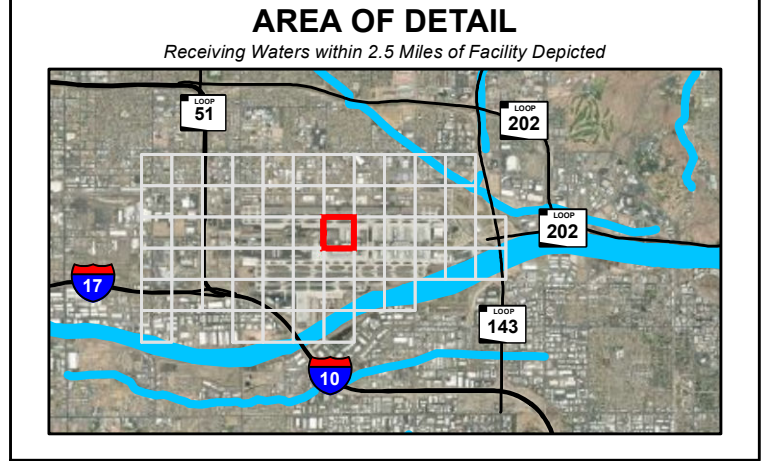 AREA OF DETAIL
Receiving Waters within 2.5 Miles of Facility Depicted
LOOP
51
LOOP
202
LOOP
202
17
LOOP
143
10